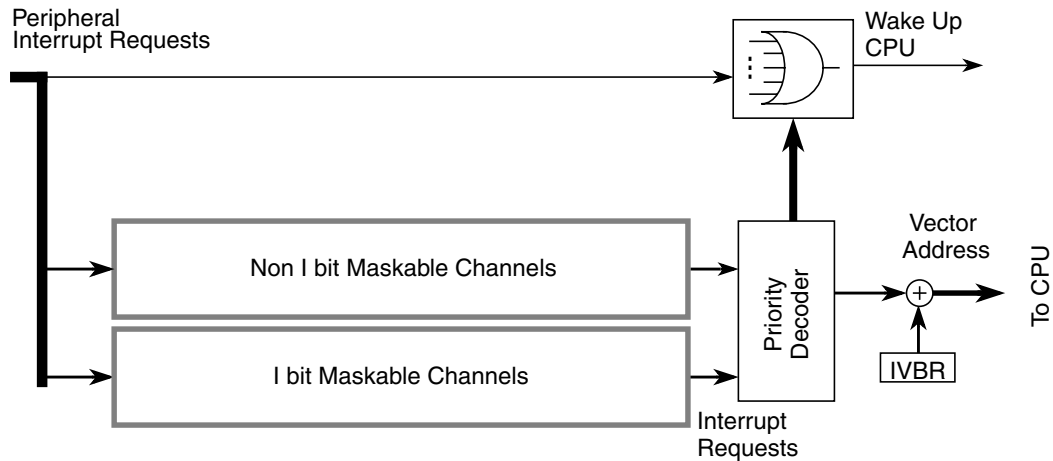 Peripheral
Interrupt Requests
Wake Up
CPU
Non I bit Maskable Channels
I bit Maskable Channels
Priority
Decoder
Interrupt
Requests
Vector
Address
+
IVBR
To CPU